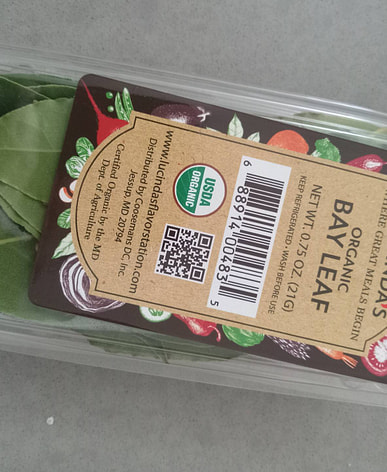 WHERE GREAT MEALS BEGIN
ORGANIC
BAY LEAF
NET WT. 0.75 OZ. (21G)
KEEP REFRIGERATED • WASH BEFORE USE
6 88914 00483 5
USDA
ORGANIC
www.lucindasflavorstation.com
Distributed by Coosemans DC, Inc
Jessup, MD 20794
Certified Organic by the MD
Dept. of Agriculture